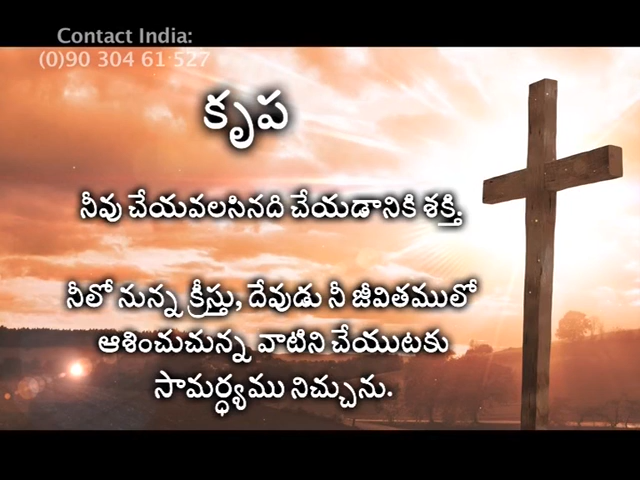 Contact India:
(0)90 304 61 527
కృప
నీవు చేయవలసినది చేయడానికి శక్తి.
నీలో నున్న క్రీస్తు, దేవుడు నీ జీవితములో
ఆశించుచున్న వాటిని చేయుటకు
సామర్ధ్యము నిచ్చును.